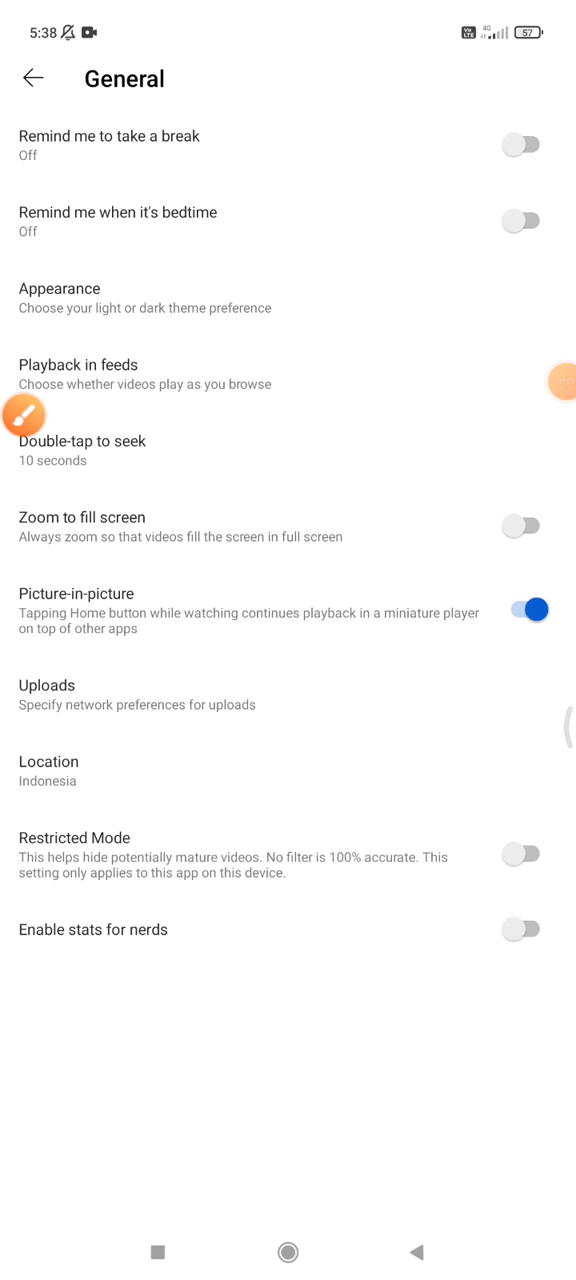 5:38
Vo LTE 4G 57
General
Remind me to take a break
Off
Remind me when it's bedtime
Off
Appearance
Choose your light or dark theme preference
Playback in feeds
Choose whether videos play as you browse
Double-tap to seek
10 seconds
Zoom to fill screen
Always zoom so that videos fill the screen in full screen
Picture-in-picture
Tapping Home button while watching continues playback in a miniature player
on top of other apps
Uploads
Specify network preferences for uploads
Location
Indonesia
Restricted Mode
This helps hide potentially mature videos. No filter is 100% accurate. This
setting only applies to this app on this device.
Enable stats for nerds